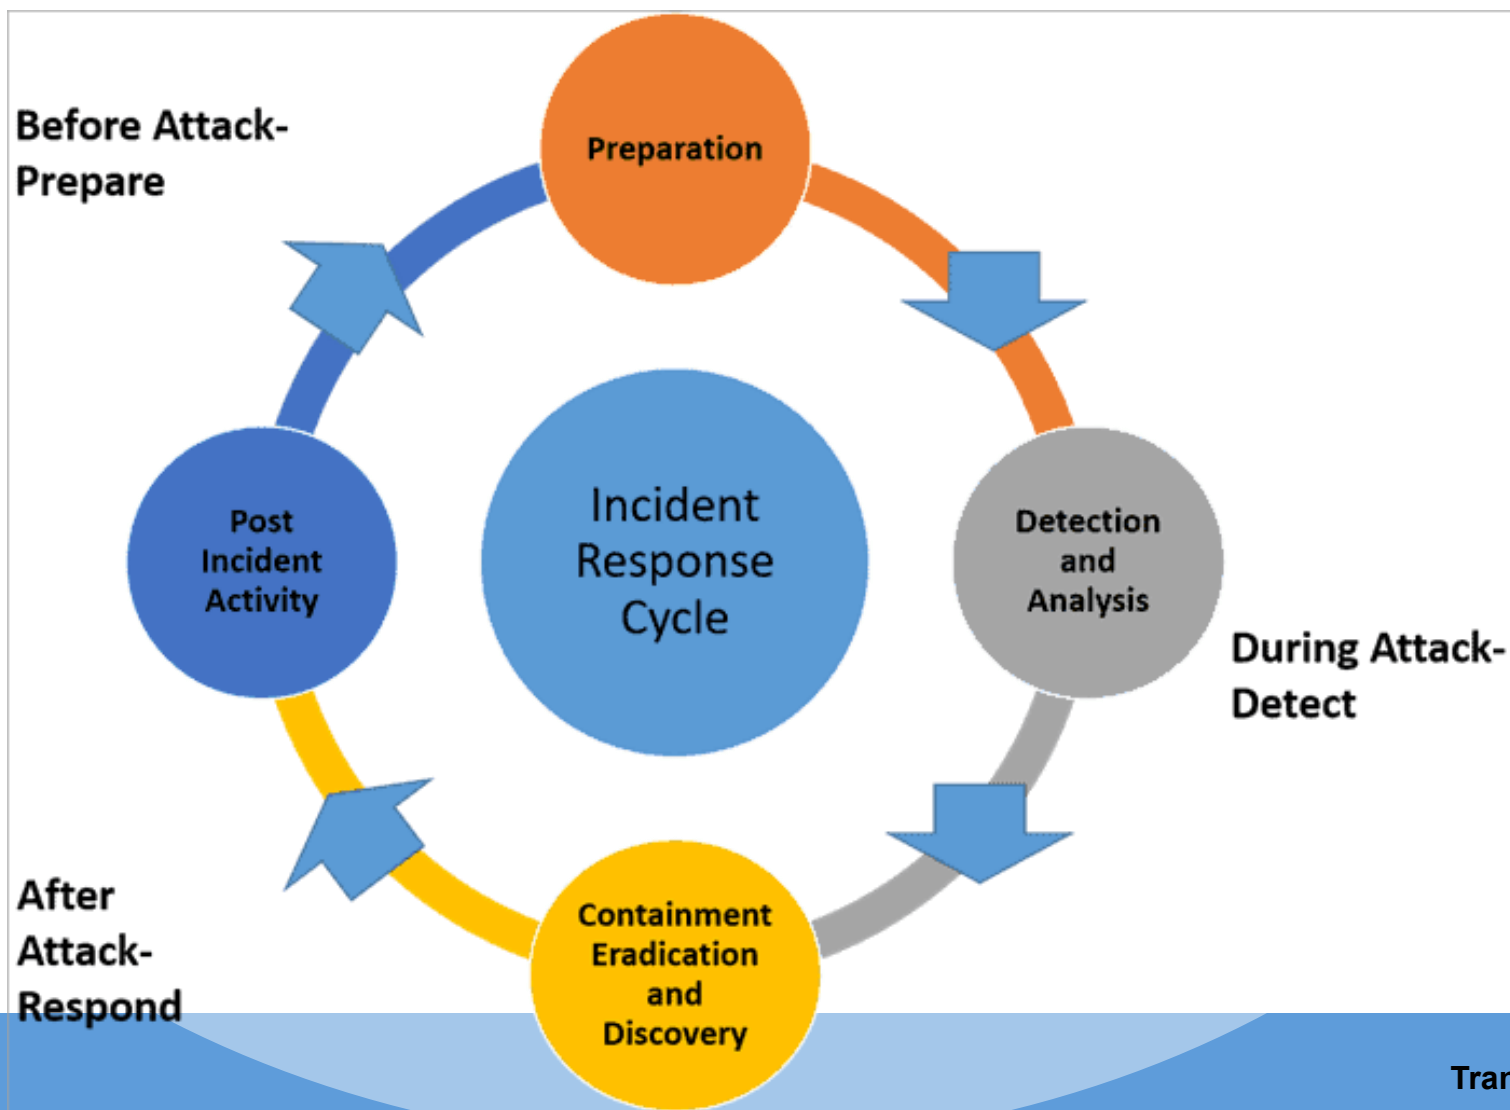 Before Attack-
Prepare
Preparation
Post
Incident
Activity
Incident
Response
Cycle
Detection
and
Analysis
During Attack-
Detect
After
Attack-
Respond
Containment
Eradication
and
Discovery
Tran